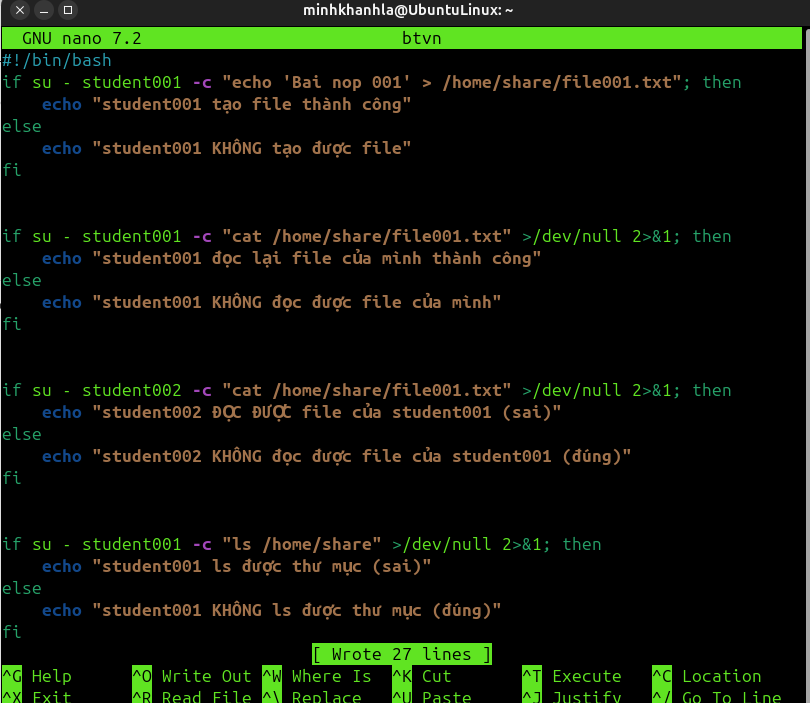 minhkhanhla@UbuntuLinux: ~
GNU nano 7.2 btvn
#!/bin/bash
if su - student001 -c "echo 'Bai nop 001' > /home/share/file001.txt"; then
    echo "student001 tạo file thành công"
else
    echo "student001 KHÔNG tạo được file"
fi
if su - student001 -c "cat /home/share/file001.txt" >/dev/null 2>&1; then
    echo "student001 đọc lại file của mình thành công"
else
    echo "student001 KHÔNG đọc được file của mình"
fi
if su - student002 -c "cat /home/share/file001.txt" >/dev/null 2>&1; then
    echo "student002 ĐỌC ĐƯỢC file của student001 (sai)"
else
    echo "student002 KHÔNG đọc được file của student001 (đúng)"
fi
if su - student001 -c "ls /home/share" >/dev/null 2>&1; then
    echo "student001 ls được thư mục (sai)"
else
    echo "student001 KHÔNG ls được thư mục (đúng)"
fi
[ Wrote 27 lines ]
^G Help ^O Write Out ^W Where Is ^K Cut ^T Execute ^C Location
^X Exit ^R Read File ^\ Replace ^U Paste ^J Justify ^/ Go To Line